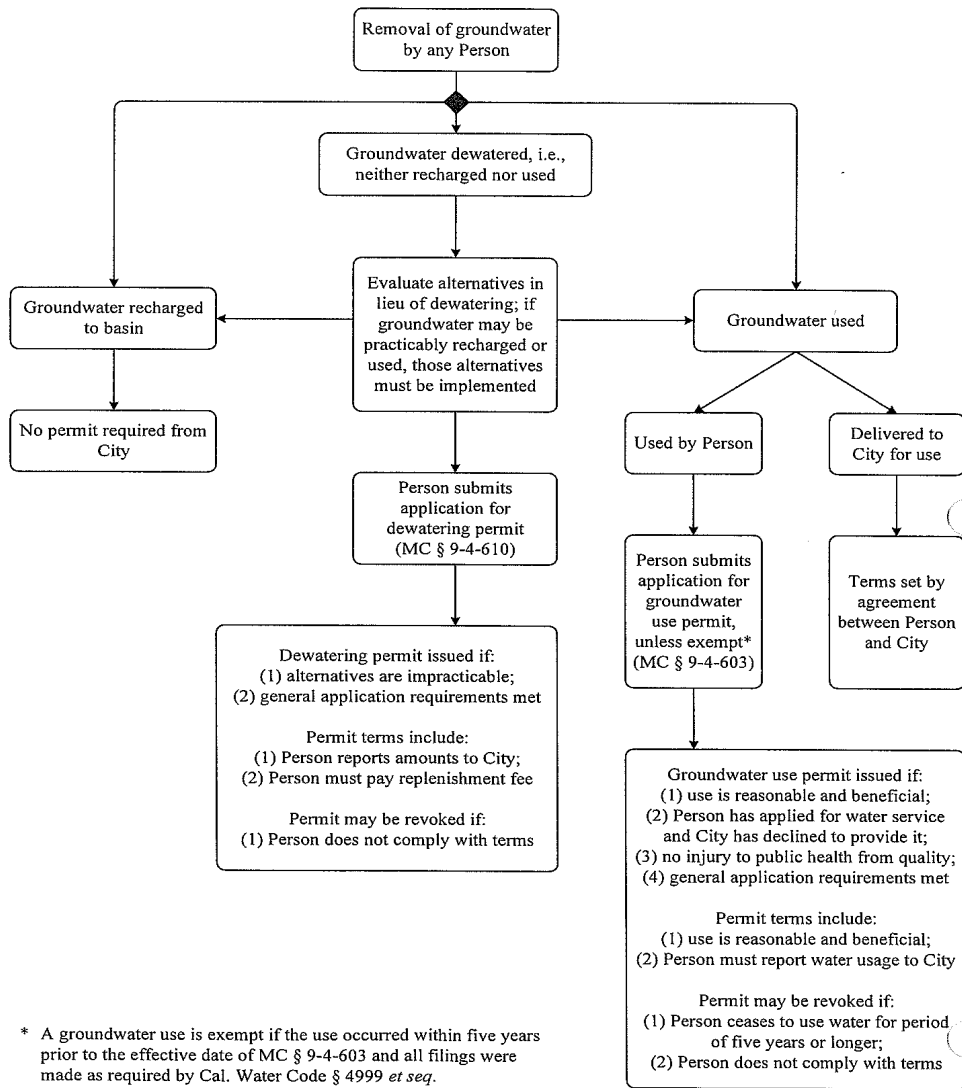 Removal of groundwater
by any Person
Groundwater dewatered, i.e.,
neither recharged nor used
Groundwater recharged
to basin
Evaluate alternatives in
lieu of dewatering; if
groundwater may be
practicably recharged or
used, those alternatives
must be implemented
Groundwater used
No permit required from
City
Used by Person
Delivered to
City for use
Person submits
application for
dewatering permit
(MC § 9-4-610)
Person submits
application for
groundwater
use permit,
unless exempt*
(MC § 9-4-603)
Terms set by
agreement
between Person
and City
Dewatering permit issued if:
(1) alternatives are impracticable;
(2) general application requirements met
Permit terms include:
(1) Person reports amounts to City;
(2) Person must pay replenishment fee
Permit may be revoked if:
(1) Person does not comply with terms
Groundwater use permit issued if:
(1) use is reasonable and beneficial;
(2) Person has applied for water service
and City has declined to provide it;
(3) no injury to public health from quality;
(4) general application requirements met
Permit terms include:
(1) use is reasonable and beneficial;
(2) Person must report water usage to City
Permit may be revoked if:
(1) Person ceases to use water for period
of five years or longer;
(2) Person does not comply with terms
* A groundwater use is exempt if the use occurred within five years
prior to the effective date of MC § 9-4-603 and all filings were
made as required by Cal. Water Code § 4999 et seq.